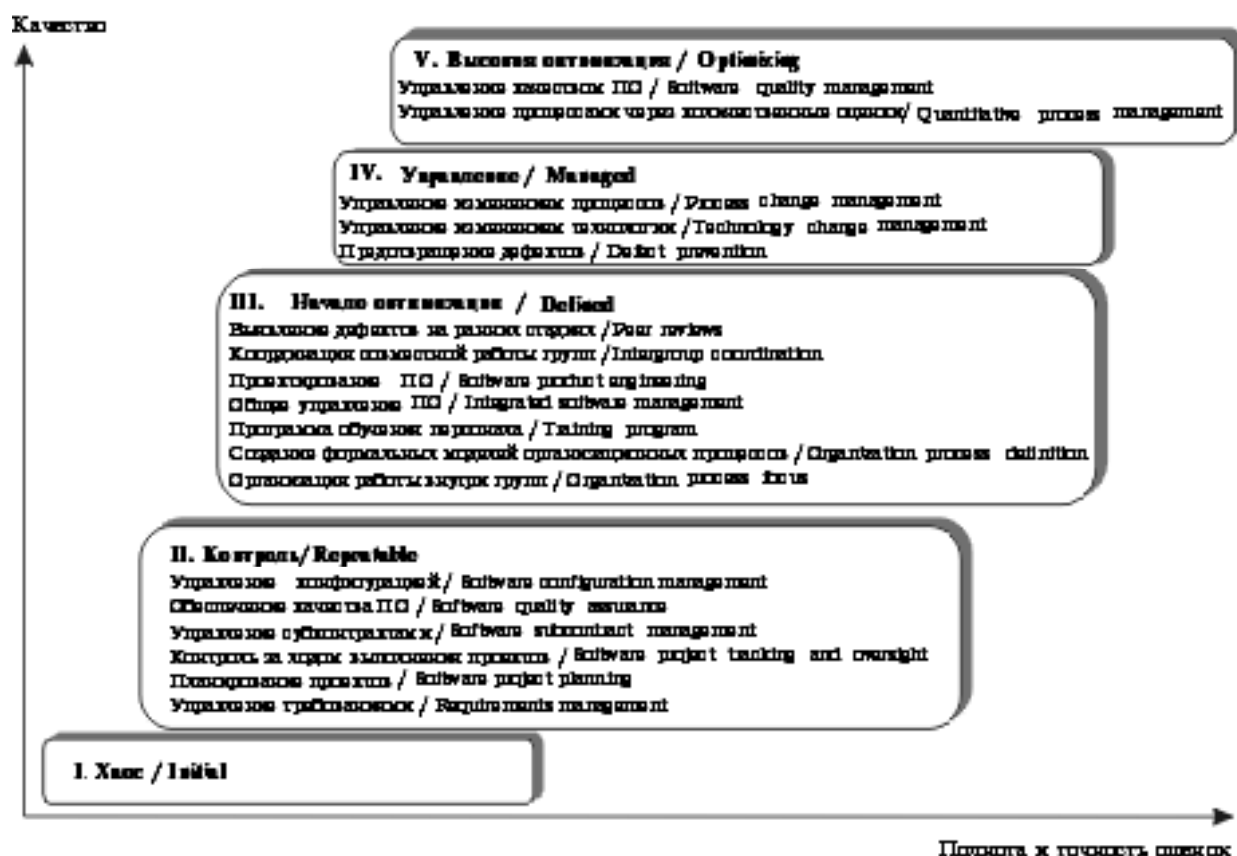 Качество
V. Высокая организация / Optimizing
Управление качеством ПО / Software quality management
Управление процессами через количественные оценки/ Quantitative process management
IV. Управление / Managed
Управление изменением процессов / Process change management
Управление изменением технологии / Technology change management
Предотвращение дефектов / Defect prevention
III. Начало организации / Defined
Выявление дефектов на ранних стадиях / Peer reviews
Координация совместной работы групп / Intergroup coordination
Проектирование ПО / Software product engineering
Общее управление ПО / Integrated software management
Программа обучения персонала / Training program
Создание формальных моделей организационных процессов / Organization process definition
Организация работы внутри групп / Organization process focus
II. Контроль/ Repeatable
Управление конфигурацией / Software configuration management
Обеспечение качества ПО / Software quality assurance
Управление субконтрактами / Software subcontract management
Контроль за ходом выполнения проектов / Software project tracking and oversight
Планирование проектов / Software project planning
Управление требованиями / Requirements management
I. Хаос / Initial
Полнота и точность оценок